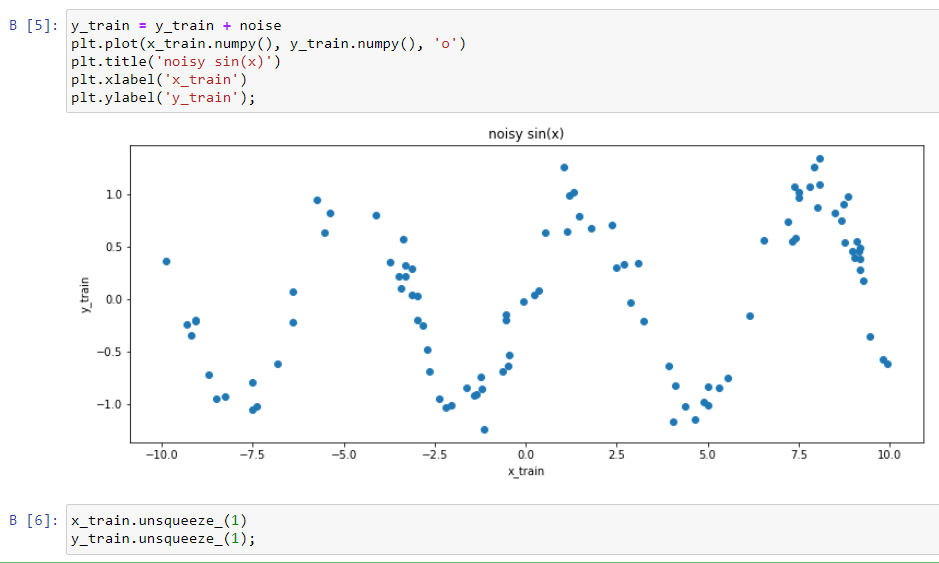 B [5]: y_train = y_train + noise
plt.plot(x_train.numpy(), y_train.numpy(), 'o')
plt.title('noisy sin(x)')
plt.xlabel('x_train')
plt.ylabel('y_train');
noisy sin(x)
1.0
0.5
0.0
−0.5
−1.0
y_train
−10.0 −7.5 −5.0 −2.5 0.0 2.5 5.0 7.5 10.0
x_train
B [6]: x_train.unsqueeze_(1)
y_train.unsqueeze_(1);